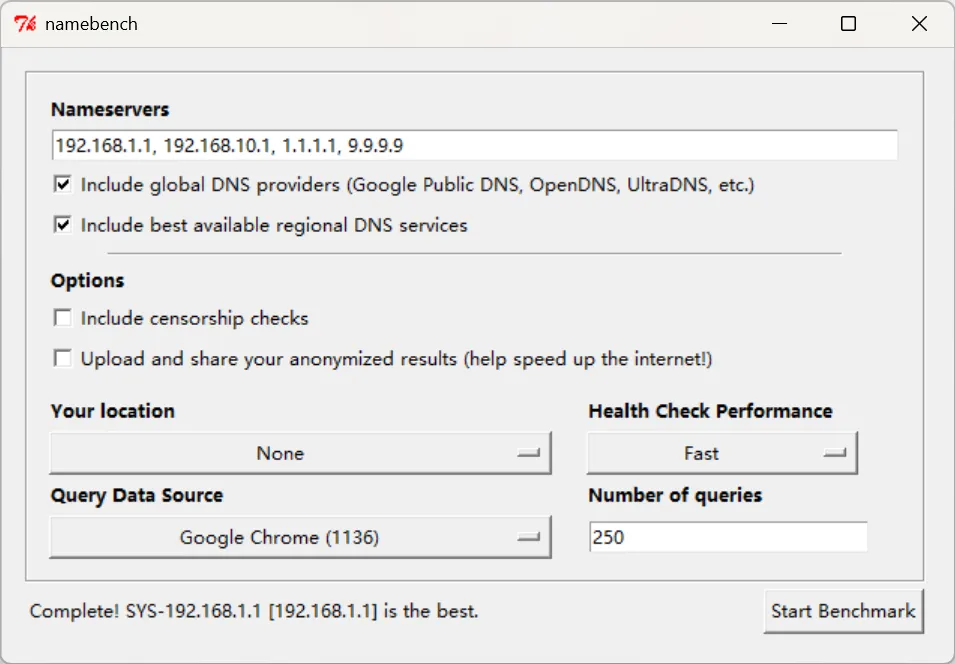 namebench
Nameservers
192.168.1.1, 192.168.10.1, 1.1.1.1, 9.9.9.9
Include global DNS providers (Google Public DNS, OpenDNS, UltraDNS, etc.)
Include best available regional DNS services
Options
Include censorship checks
Upload and share your anonymized results (help speed up the internet!)
Your location
Health Check Performance
None
Fast
Query Data Source
Number of queries
Google Chrome (1136)
250
Complete! SYS-192.168.1.1 [192.168.1.1] is the best.
Start Benchmark